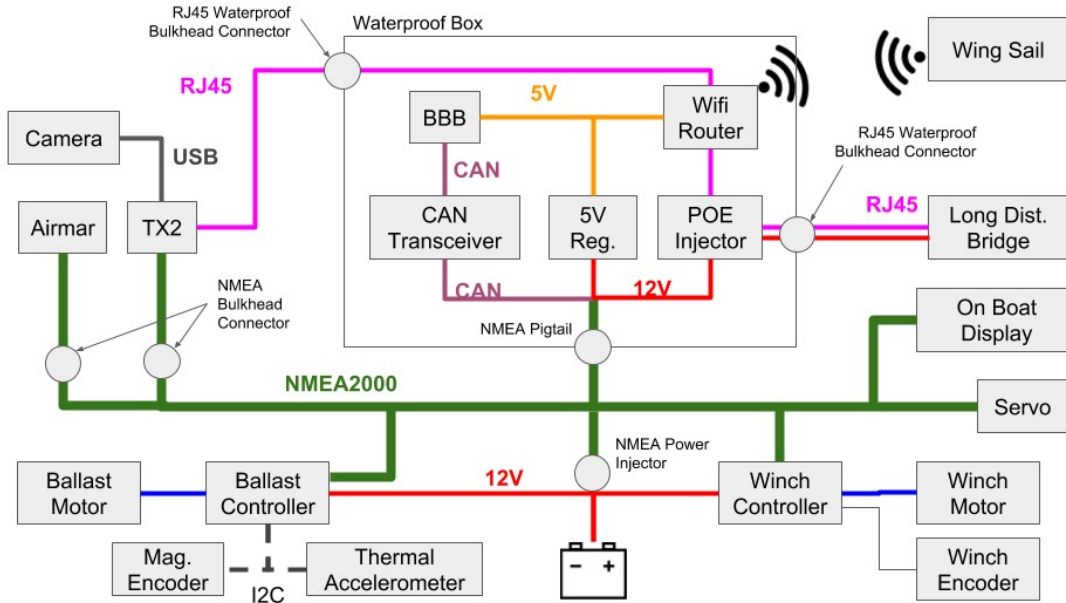 RJ45 Waterproof
Bulkhead Connector
Waterproof Box
Wing Sail
RJ45
5V
BBB
Wifi
Router
RJ45 Waterproof
Bulkhead Connector
Camera
USB
CAN
Airmar
TX2
CAN
Transceiver
5V
Reg.
POE
Injector
RJ45
Long Dist.
Bridge
NMEA
Bulkhead
Connector
CAN
12V
On Boat
Display
NMEA Pigtail
NMEA2000
Servo
NMEA Power
Injector
Ballast
Motor
Ballast
Controller
12V
Winch
Controller
Winch
Motor
Mag.
Encoder
I2C
Thermal
Accelerometer
− +
Winch
Encoder